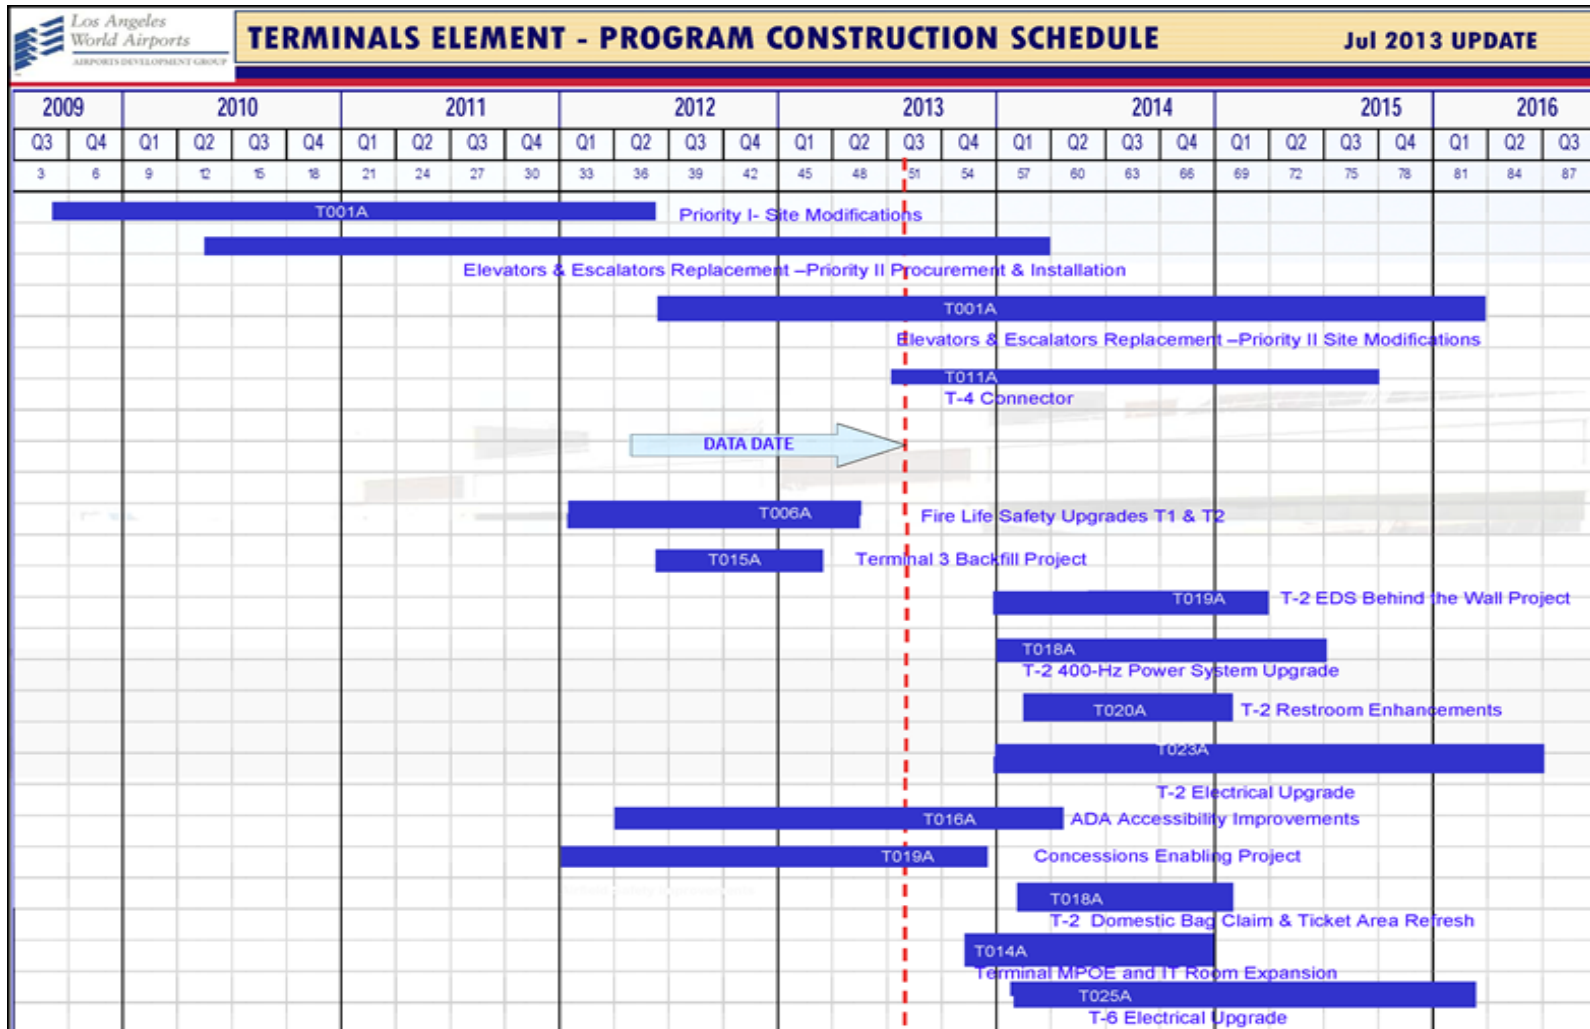 Los Angeles
World Airports
AIRPORTS DEVELOPMENT GROUP
TERMINALS ELEMENT - PROGRAM CONSTRUCTION SCHEDULE
Jul 2013 UPDATE
2009 2010 2011 2012 2013 2014 2015 2016
Q3 Q4 Q1 Q2 Q3 Q4 Q1 Q2 Q3 Q4 Q1 Q2 Q3 Q4 Q1 Q2 Q3 Q4 Q1 Q2 Q3 Q4 Q1 Q2 Q3 Q4 Q1 Q2 Q3
3 6 9 12 15 18 21 24 27 30 33 36 39 42 45 48 51 54 57 60 63 66 69 72 75 78 81 84 87
T001A Priority I- Site Modifications
Elevators & Escalators Replacement –Priority II Procurement & Installation
T001A
Elevators & Escalators Replacement –Priority II Site Modifications
T011A
T-4 Connector
DATA DATE
T006A Fire Life Safety Upgrades T1 & T2
T015A Terminal 3 Backfill Project
T019A T-2 EDS Behind the Wall Project
T018A
T-2 400-Hz Power System Upgrade
T020A T-2 Restroom Enhancements
T023A
T-2 Electrical Upgrade
T016A ADA Accessibility Improvements
T019A Concessions Enabling Project
T018A
T-2 Domestic Bag Claim & Ticket Area Refresh
T014A
Terminal MPOE and IT Room Expansion
T025A
T-6 Electrical Upgrade